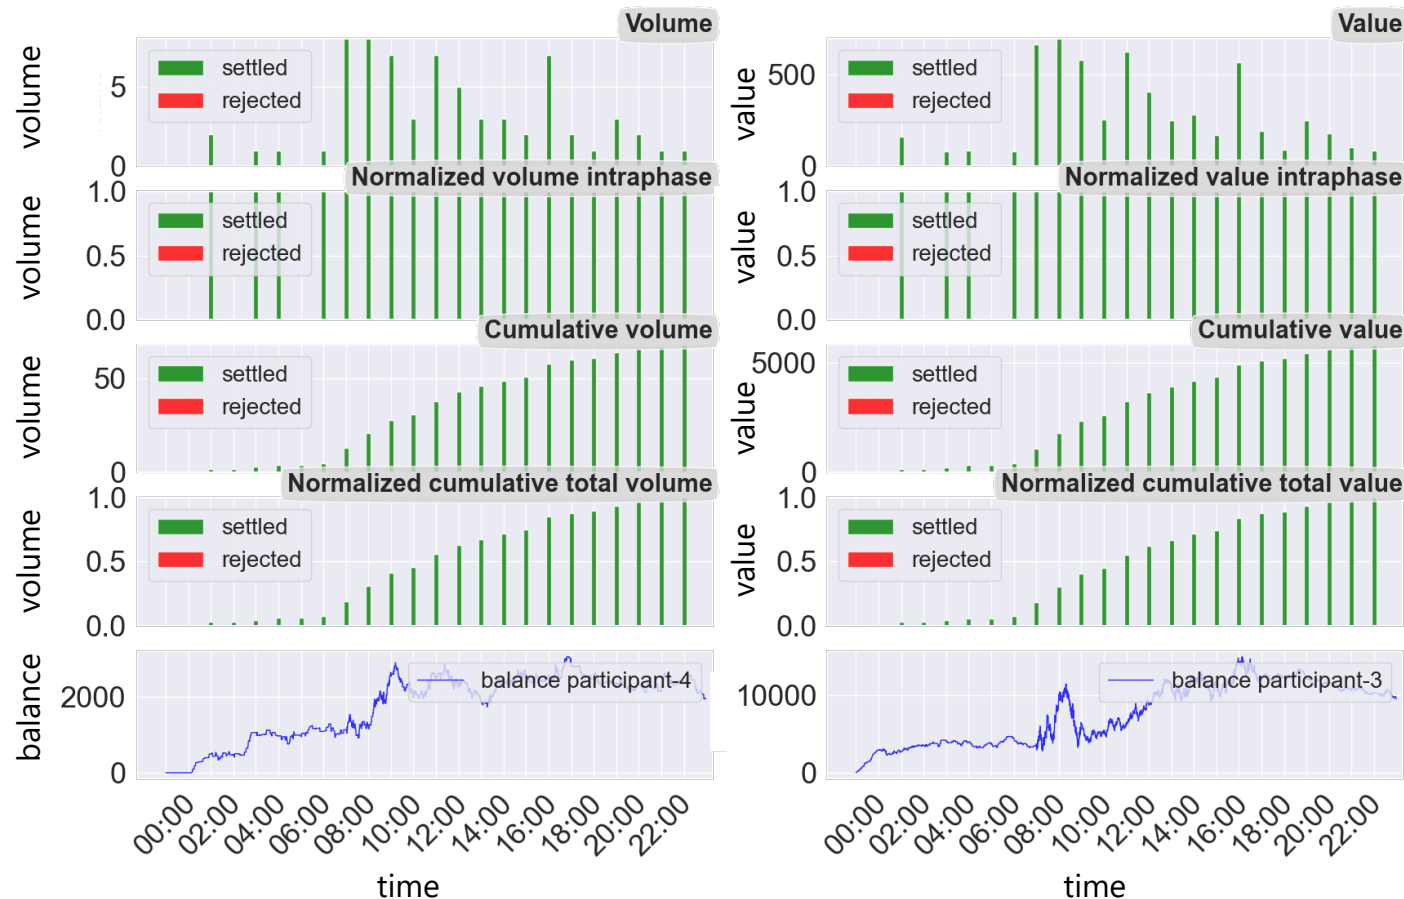 Volume
volume
5
0
settled
rejected
Value
value
500
0
settled
rejected
Normalized volume intraphase
volume
1.0
0.5
0.0
settled
rejected
Normalized value intraphase
value
1.0
0.5
0.0
settled
rejected
Cumulative volume
volume
50
0
settled
rejected
Cumulative value
value
5000
0
settled
rejected
Normalized cumulative total volume
volume
1.0
0.5
0.0
settled
rejected
Normalized cumulative total value
value
1.0
0.5
0.0
settled
rejected
balance
2000
0
balance participant-4
10000
0
balance participant-3
00:00 02:00 04:00 06:00 08:00 10:00 12:00 14:00 16:00 18:00 20:00 22:00
time
00:00 02:00 04:00 06:00 08:00 10:00 12:00 14:00 16:00 18:00 20:00 22:00
time